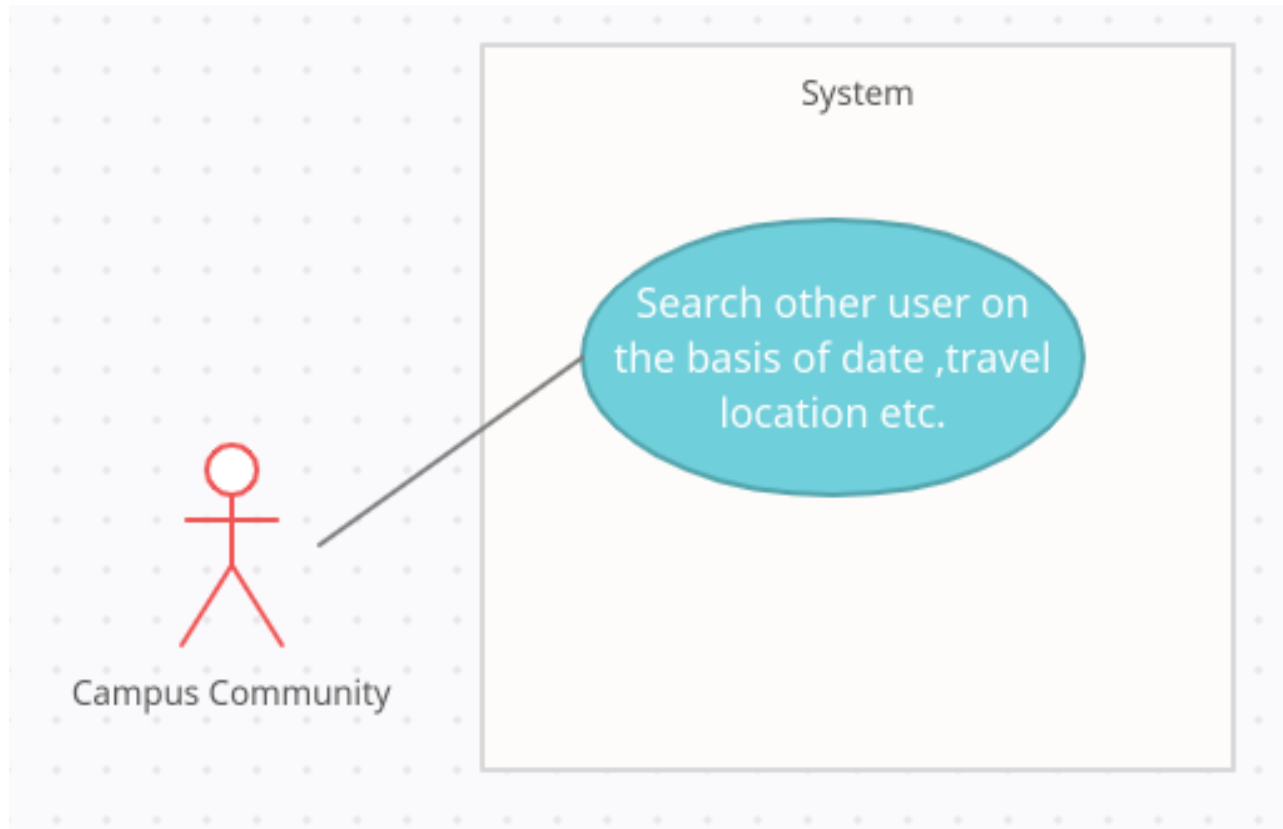 System
Search other user on
the basis of date ,travel
location etc.
Campus Community